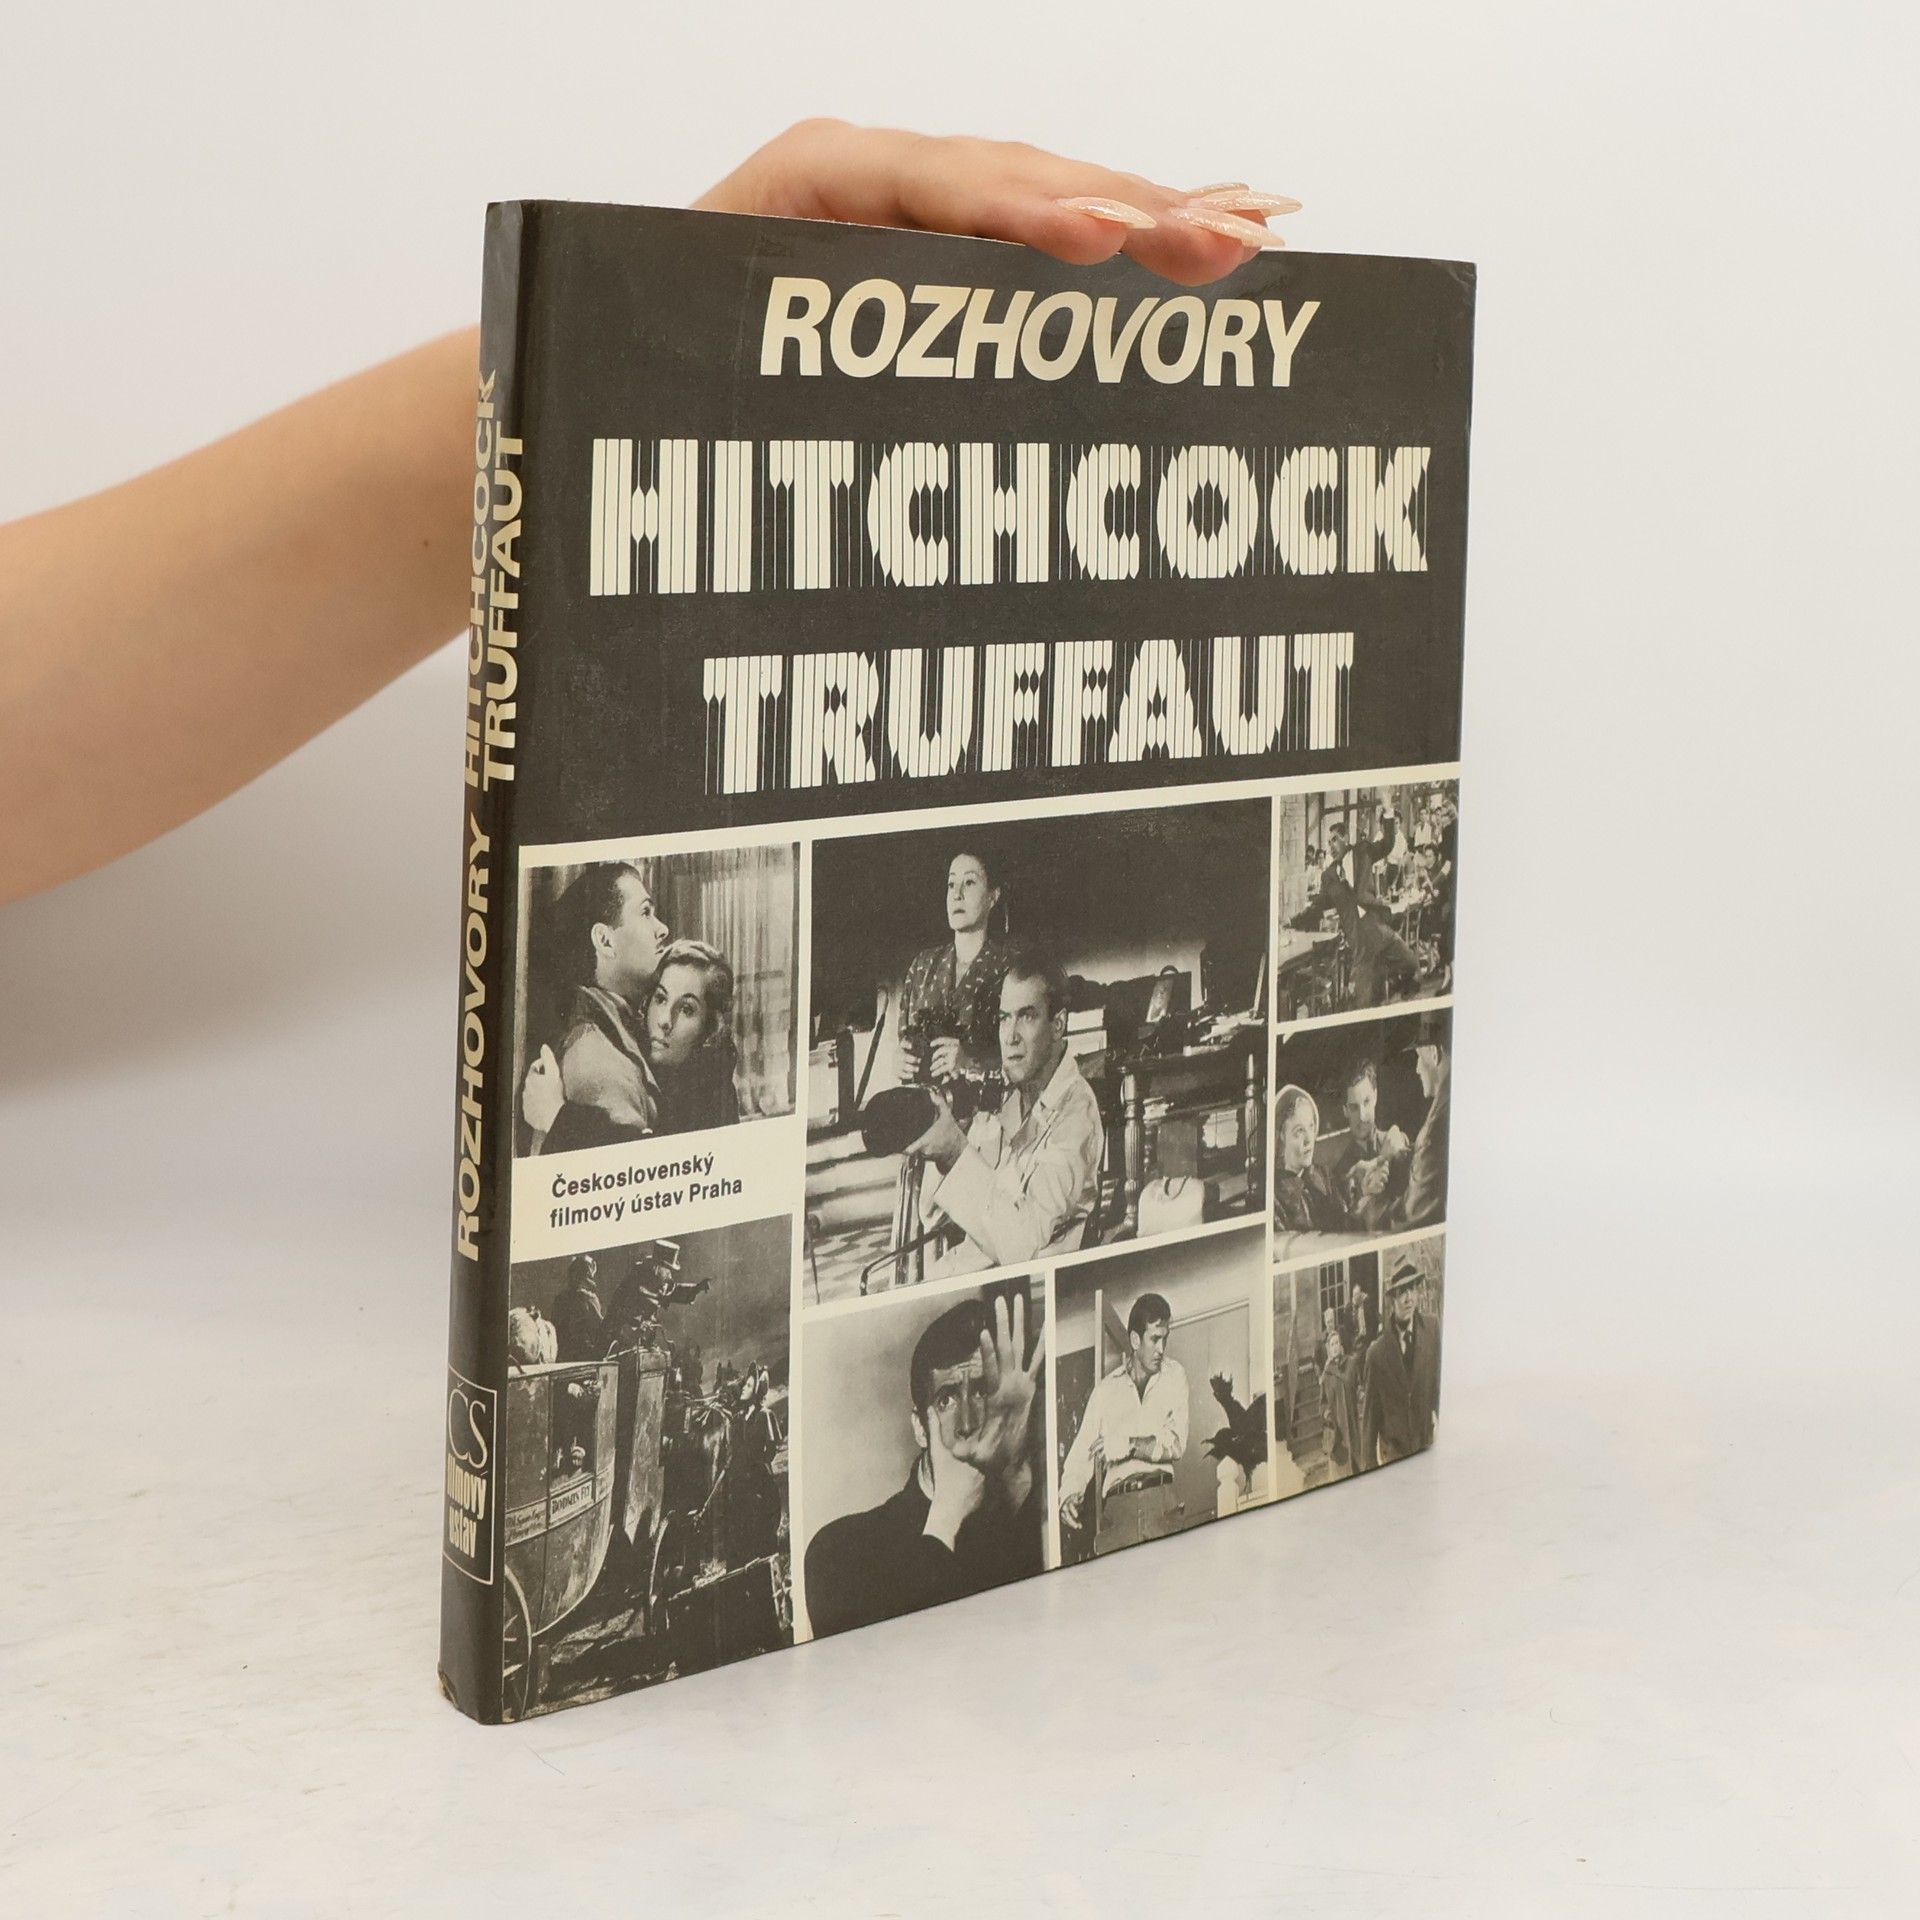 ROZHOVORY
HITCHCOCK
TRUFFAUT
Československý
filmový ústav Praha
ROZHOVORY HITCHCOCK
TRUFFAUT
ČS
filmový
ústav